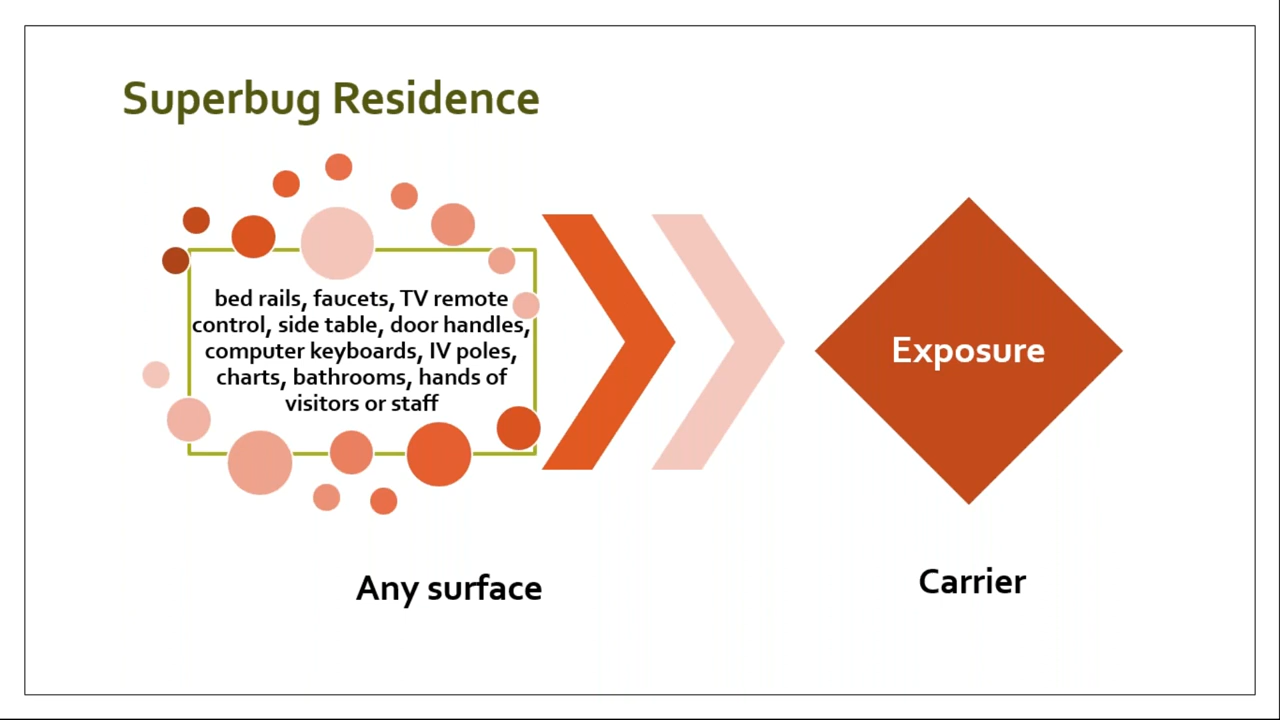 Superbug Residence
bed rails, faucets, TV remote
control, side table, door handles,
computer keyboards, IV poles,
charts, bathrooms, hands of
visitors or staff
Exposure
Any surface
Carrier